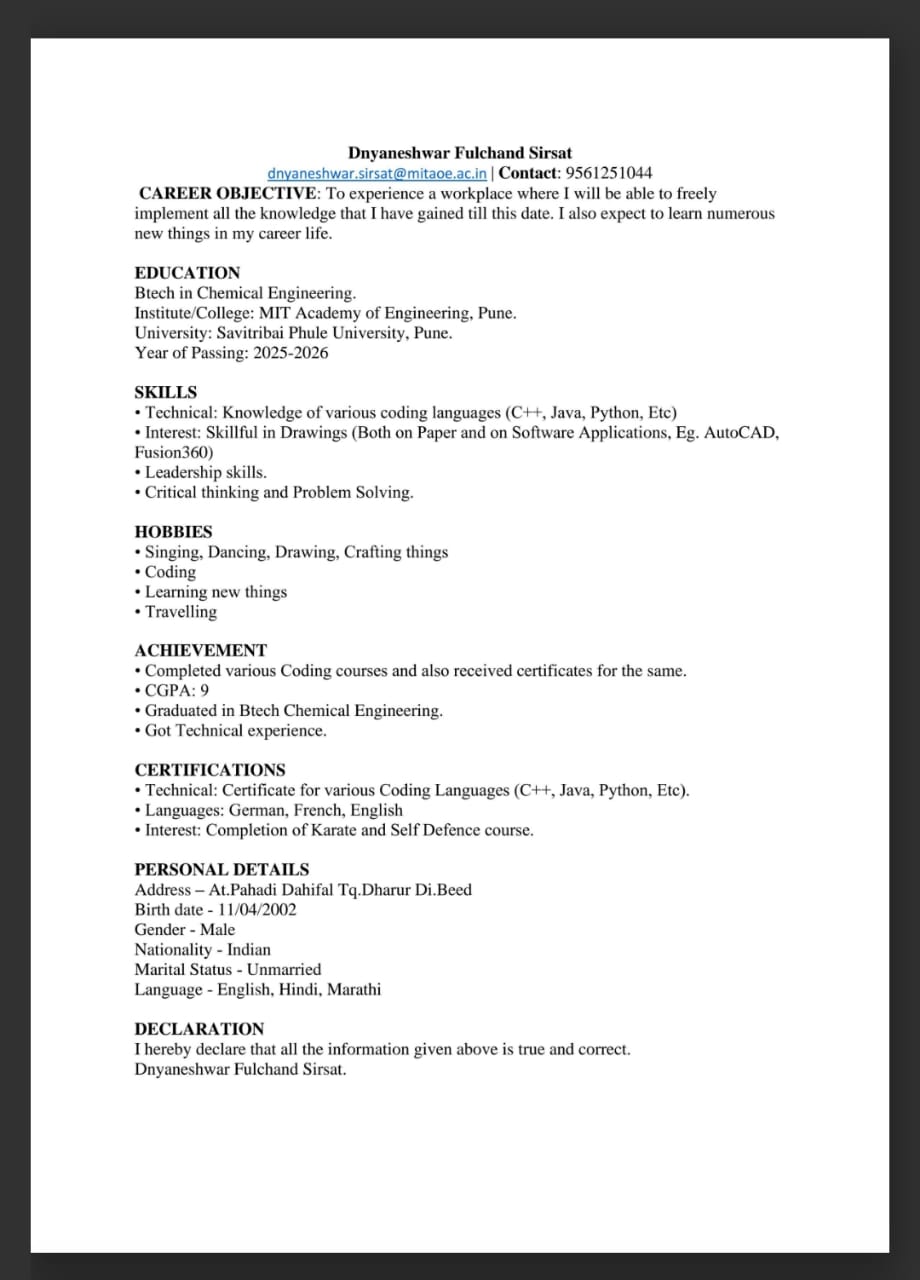 Dnyaneshwar Fulchand Sirsat
dnyaneshwar.sirsat@mitaoe.ac.in | Contact: 9561251044
CAREER OBJECTIVE: To experience a workplace where I will be able to freely
implement all the knowledge that I have gained till this date. I also expect to learn numerous
new things in my career life.
EDUCATION
Btech in Chemical Engineering.
Institute/College: MIT Academy of Engineering, Pune.
University: Savitribai Phule University, Pune.
Year of Passing: 2025-2026
SKILLS
• Technical: Knowledge of various coding languages (C++, Java, Python, Etc)
• Interest: Skillful in Drawings (Both on Paper and on Software Applications, Eg. AutoCAD,
Fusion360)
• Leadership skills.
• Critical thinking and Problem Solving.
HOBBIES
• Singing, Dancing, Drawing, Crafting things
• Coding
• Learning new things
• Travelling
ACHIEVEMENT
• Completed various Coding courses and also received certificates for the same.
• CGPA: 9
• Graduated in Btech Chemical Engineering.
• Got Technical experience.
CERTIFICATIONS
• Technical: Certificate for various Coding Languages (C++, Java, Python, Etc).
• Languages: German, French, English
• Interest: Completion of Karate and Self Defence course.
PERSONAL DETAILS
Address – At.Pahadi Dahifal Tq.Dharur Di.Beed
Birth date - 11/04/2002
Gender - Male
Nationality - Indian
Marital Status - Unmarried
Language - English, Hindi, Marathi
DECLARATION
I hereby declare that all the information given above is true and correct.
Dnyaneshwar Fulchand Sirsat.